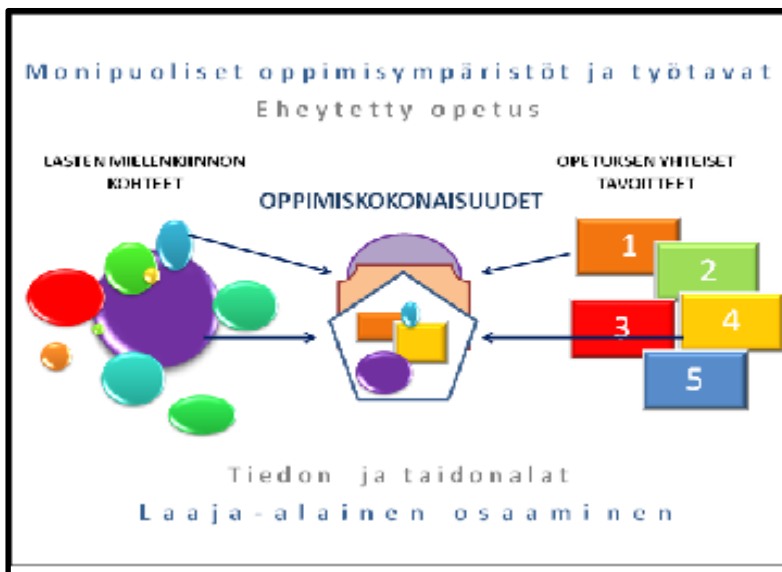 Monipuoliset oppimisympäristöt ja työtavat
Eheytetty opetus
LASTEN MIELENKIINNON
KOHTEET
OPETUKSEN YHTEISET
TAVOITTEET
OPPIMISKOKONAISUUDET
1
2
3
4
5
Tiedon ja taidonalat
Laaja-alainen osaaminen